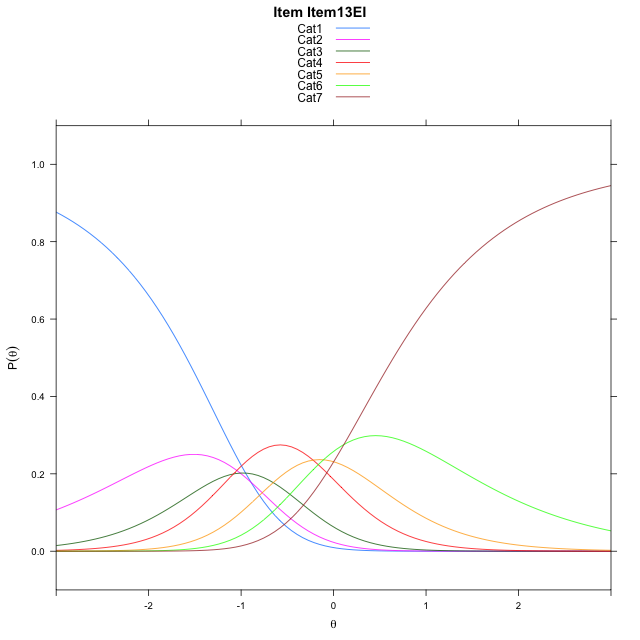 Item Item13EI
Cat1
Cat2
Cat3
Cat4
Cat5
Cat6
Cat7
1.0
0.8
0.6
0.4
0.2
0.0
P(θ)
-2 -1 0 1 2
θ